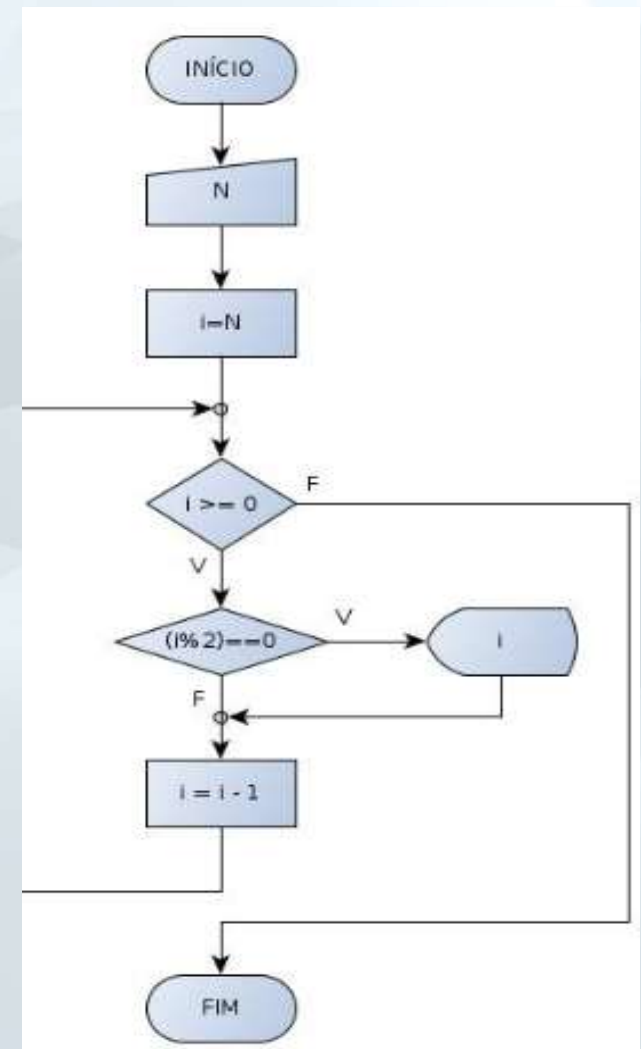 INÍCIO
N
i=N
i >= 0
F
V
(i%2)==0
V
i
F
i = i - 1
FIM